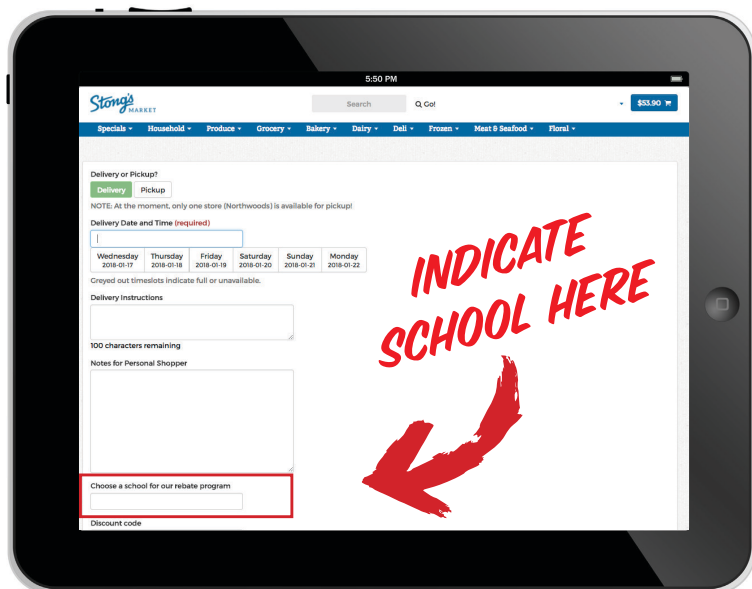 5:50 PM
Stong's
MARKET
Search
Go!
$53.90
Specials
Household
Produce
Grocery
Bakery
Dairy
Deli
Frozen
Meat & Seafood
Floral
Delivery or Pickup?
Delivery
Pickup
NOTE: At the moment, only one store (Northwoods) is available for pickup!
Delivery Date and Time (required)
Wednesday
2018-01-17
Thursday
2018-01-18
Friday
2018-01-19
Saturday
2018-01-20
Sunday
2018-01-21
Monday
2018-01-22
Greyed out timeslots indicate full or unavailable.
Delivery Instructions
100 characters remaining
Notes for Personal Shopper
Choose a school for our rebate program
Discount code
INDICATE
SCHOOL HERE